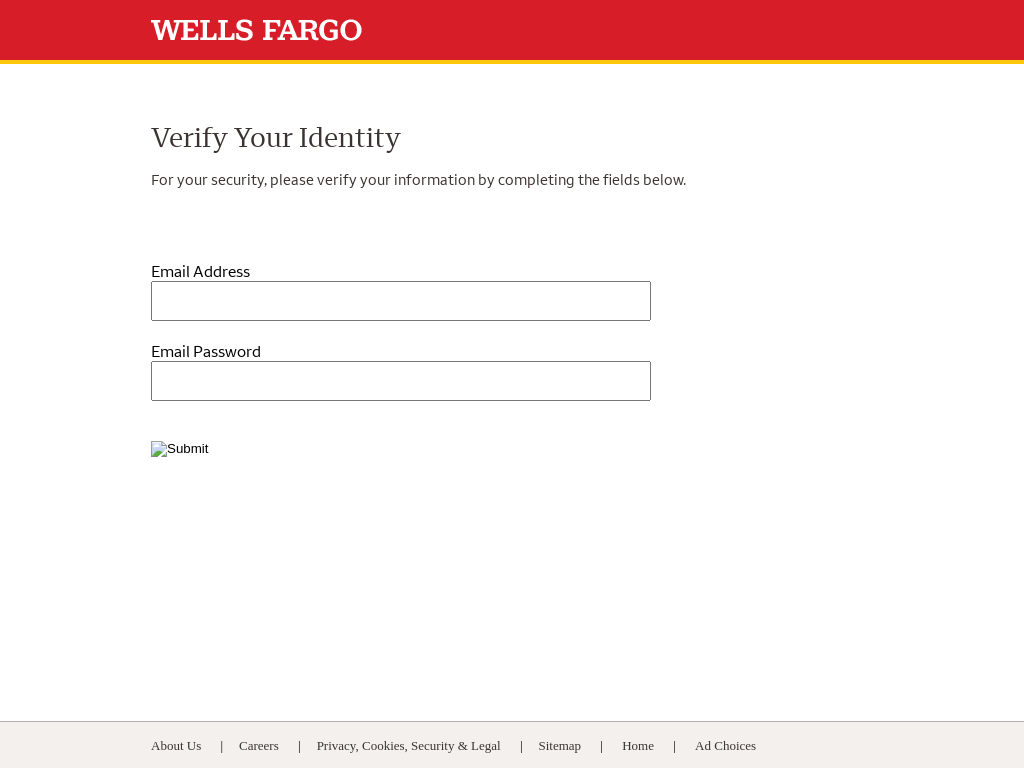 WELLS FARGO
Verify Your Identity
For your security, please verify your information by completing the fields below.
Email Address
Email Password
Submit
About Us | Careers | Privacy, Cookies, Security & Legal | Sitemap | Home | Ad Choices